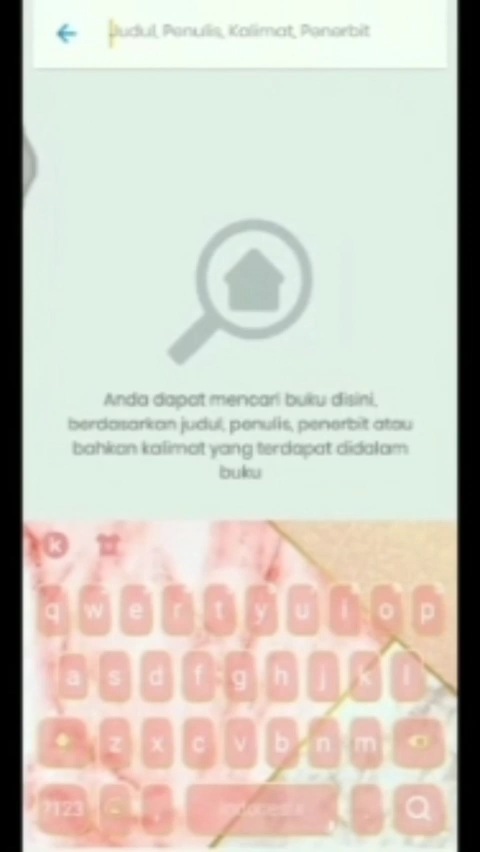 Judul, Penulis, Kalimat, Penerbit
Anda dapat mencari buku disini,
berdasarkan judul, penulis, penerbit atau
bahkan kalimat yang terdapat didalam
buku
q w e r t y u i o p
a s d f g h j k l
z x c v b n m
?123 , Indonesia .